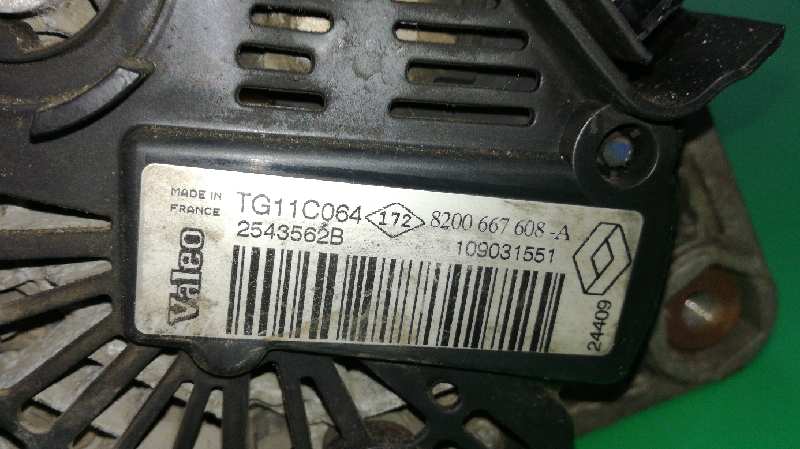 MADE IN
FRANCE
TG11C064 172 8200 667 608-A
2543562B 109031551
Valeo
24409